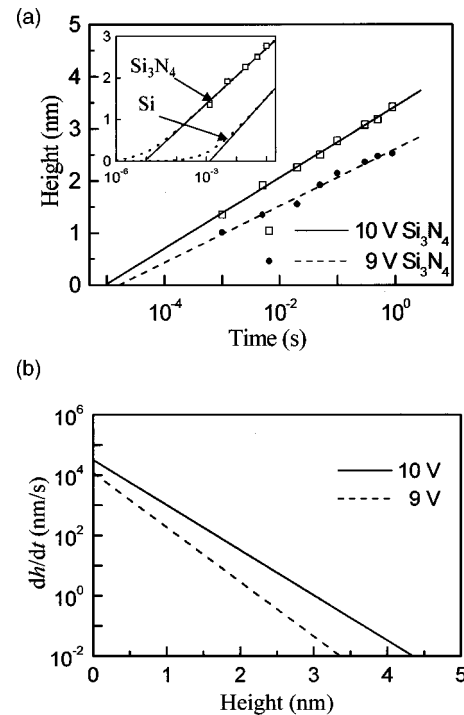 (a)
5
4
3
2
1
0
Height (nm)
3
2
1
0
Si₃N₄
Si
10⁻⁶
10⁻³
10 V Si₃N₄
9 V Si₃N₄
10⁻⁴
10⁻²
10⁰
Time (s)
(b)
10⁶
10⁴
10²
10⁰
10⁻²
dh/dt (nm/s)
10 V
9 V
0
1
2
3
4
5
Height (nm)